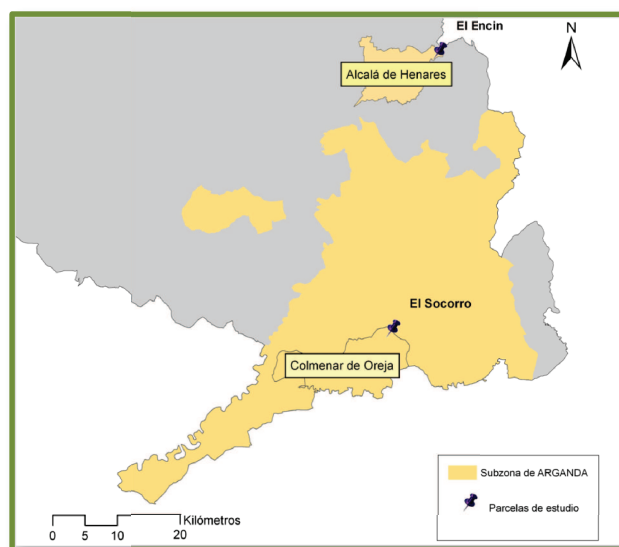 El Encin
N
Alcalá de Henares
El Socorro
Colmenar de Oreja
Subzona de ARGANDA
Parcelas de estudio
Kilómetros
0 5 10 20